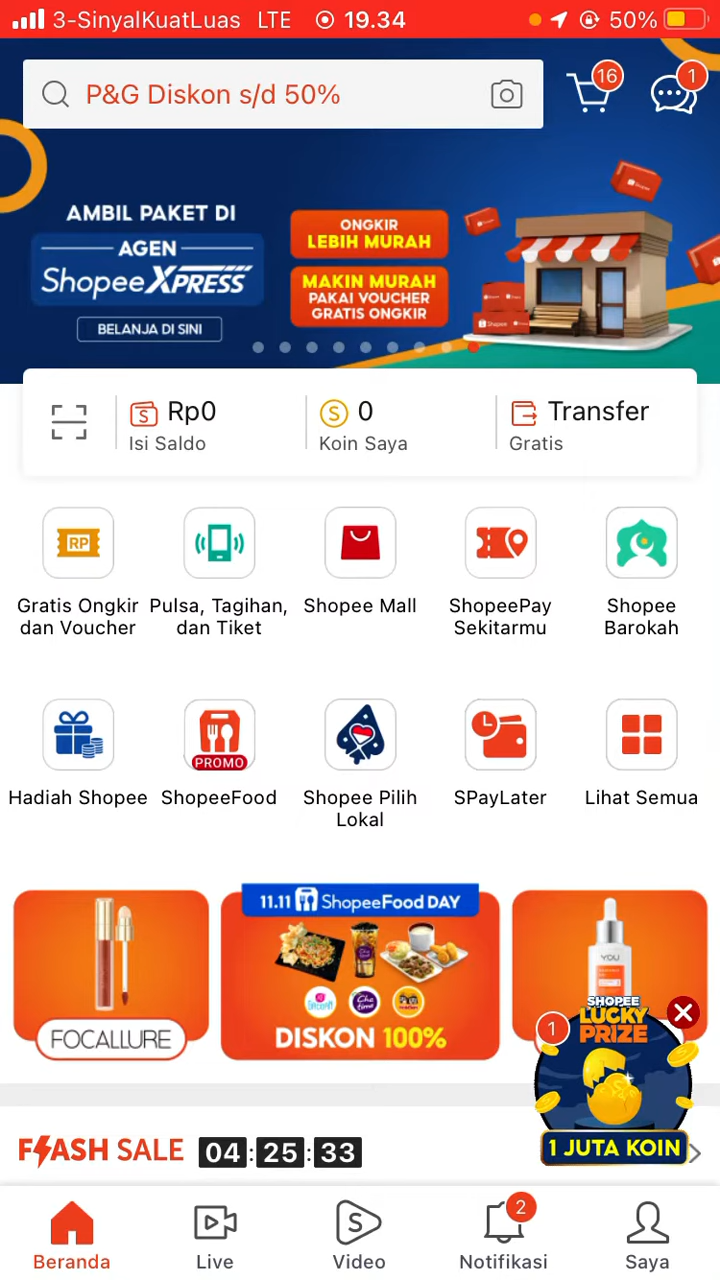 3-SinyalKuatLuas LTE 19.34 50%
P&G Diskon s/d 50%
16
1
AMBIL PAKET DI
AGEN
Shopee XPRESS
BELANJA DI SINI
ONGKIR
LEBIH MURAH
MAKIN MURAH
PAKAI VOUCHER
GRATIS ONGKIR
Rp0
Isi Saldo
0
Koin Saya
Transfer
Gratis
RP
Gratis Ongkir
dan Voucher
Pulsa, Tagihan,
dan Tiket
Shopee Mall
ShopeePay
Sekitarmu
Shopee
Barokah
Hadiah Shopee
PROMO
ShopeeFood
Shopee Pilih
Lokal
SPayLater
Lihat Semua
FOCALLURE
11.11 ShopeeFood DAY
DISKON 100%
YOU
1
SHOPEE
LUCKY
PRIZE
1 JUTA KOIN
FLASH SALE 04:25:33
Beranda
Live
Video
2
Notifikasi
Saya